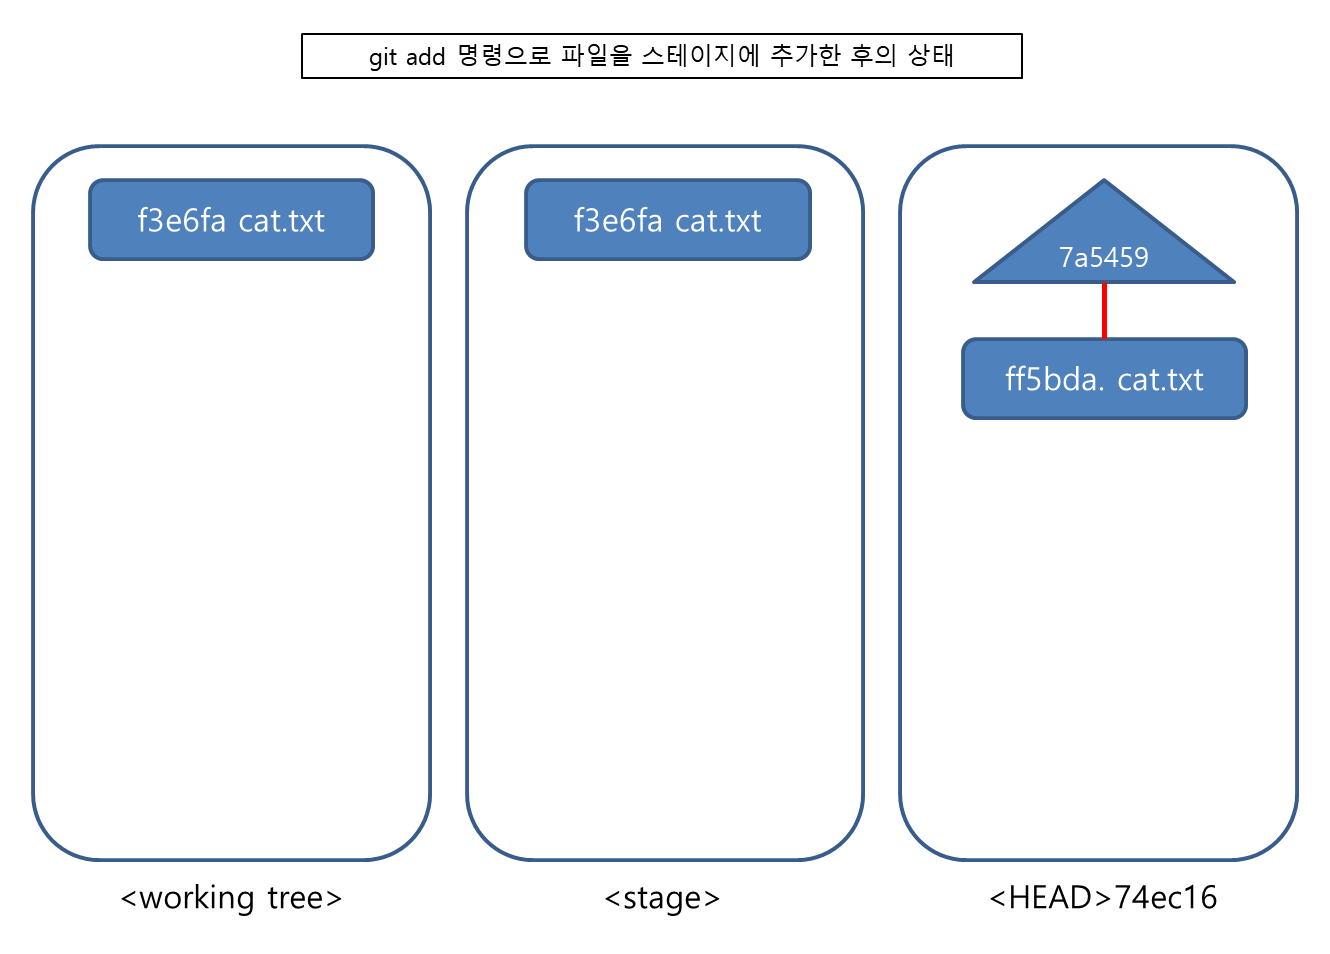 git add 명령으로 파일을 스테이지에 추가한 후의 상태
f3e6fa cat.txt
f3e6fa cat.txt
7a5459
ff5bda. cat.txt
<working tree>
<stage>
<HEAD>74ec16